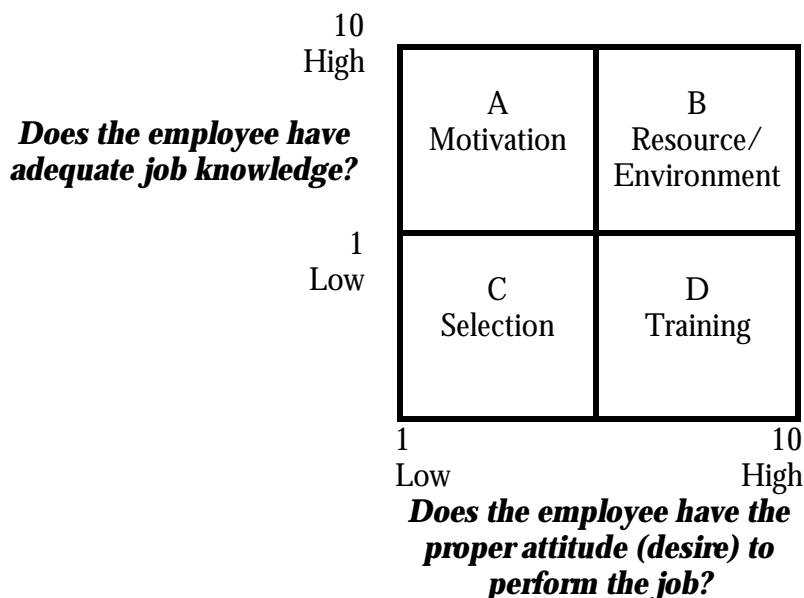 10
High
Does the employee have
adequate job knowledge?
A
Motivation
B
Resource/
Environment
1
Low
C
Selection
D
Training
1
10
Low
High
Does the employee have the
proper attitude (desire) to
perform the job?